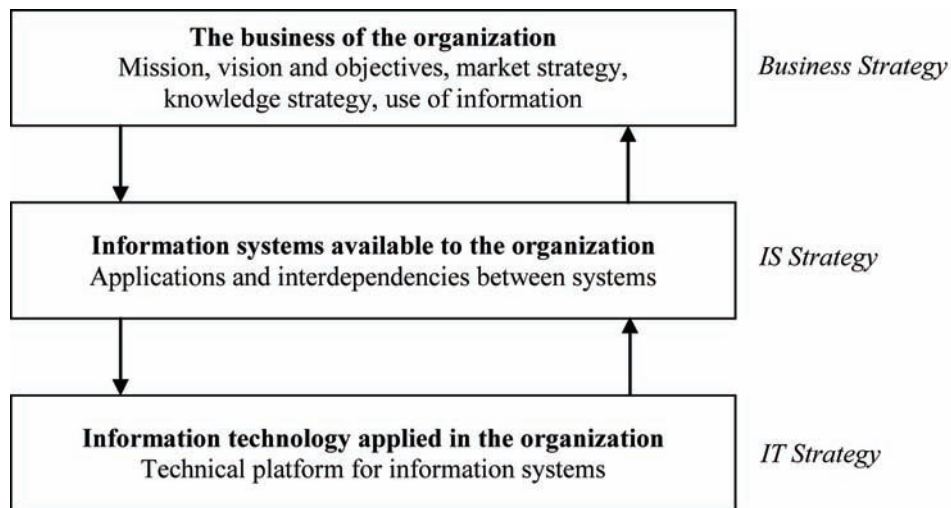 The business of the organization
Mission, vision and objectives, market strategy,
knowledge strategy, use of information
Business Strategy
Information systems available to the organization
Applications and interdependencies between systems
IS Strategy
Information technology applied in the organization
Technical platform for information systems
IT Strategy